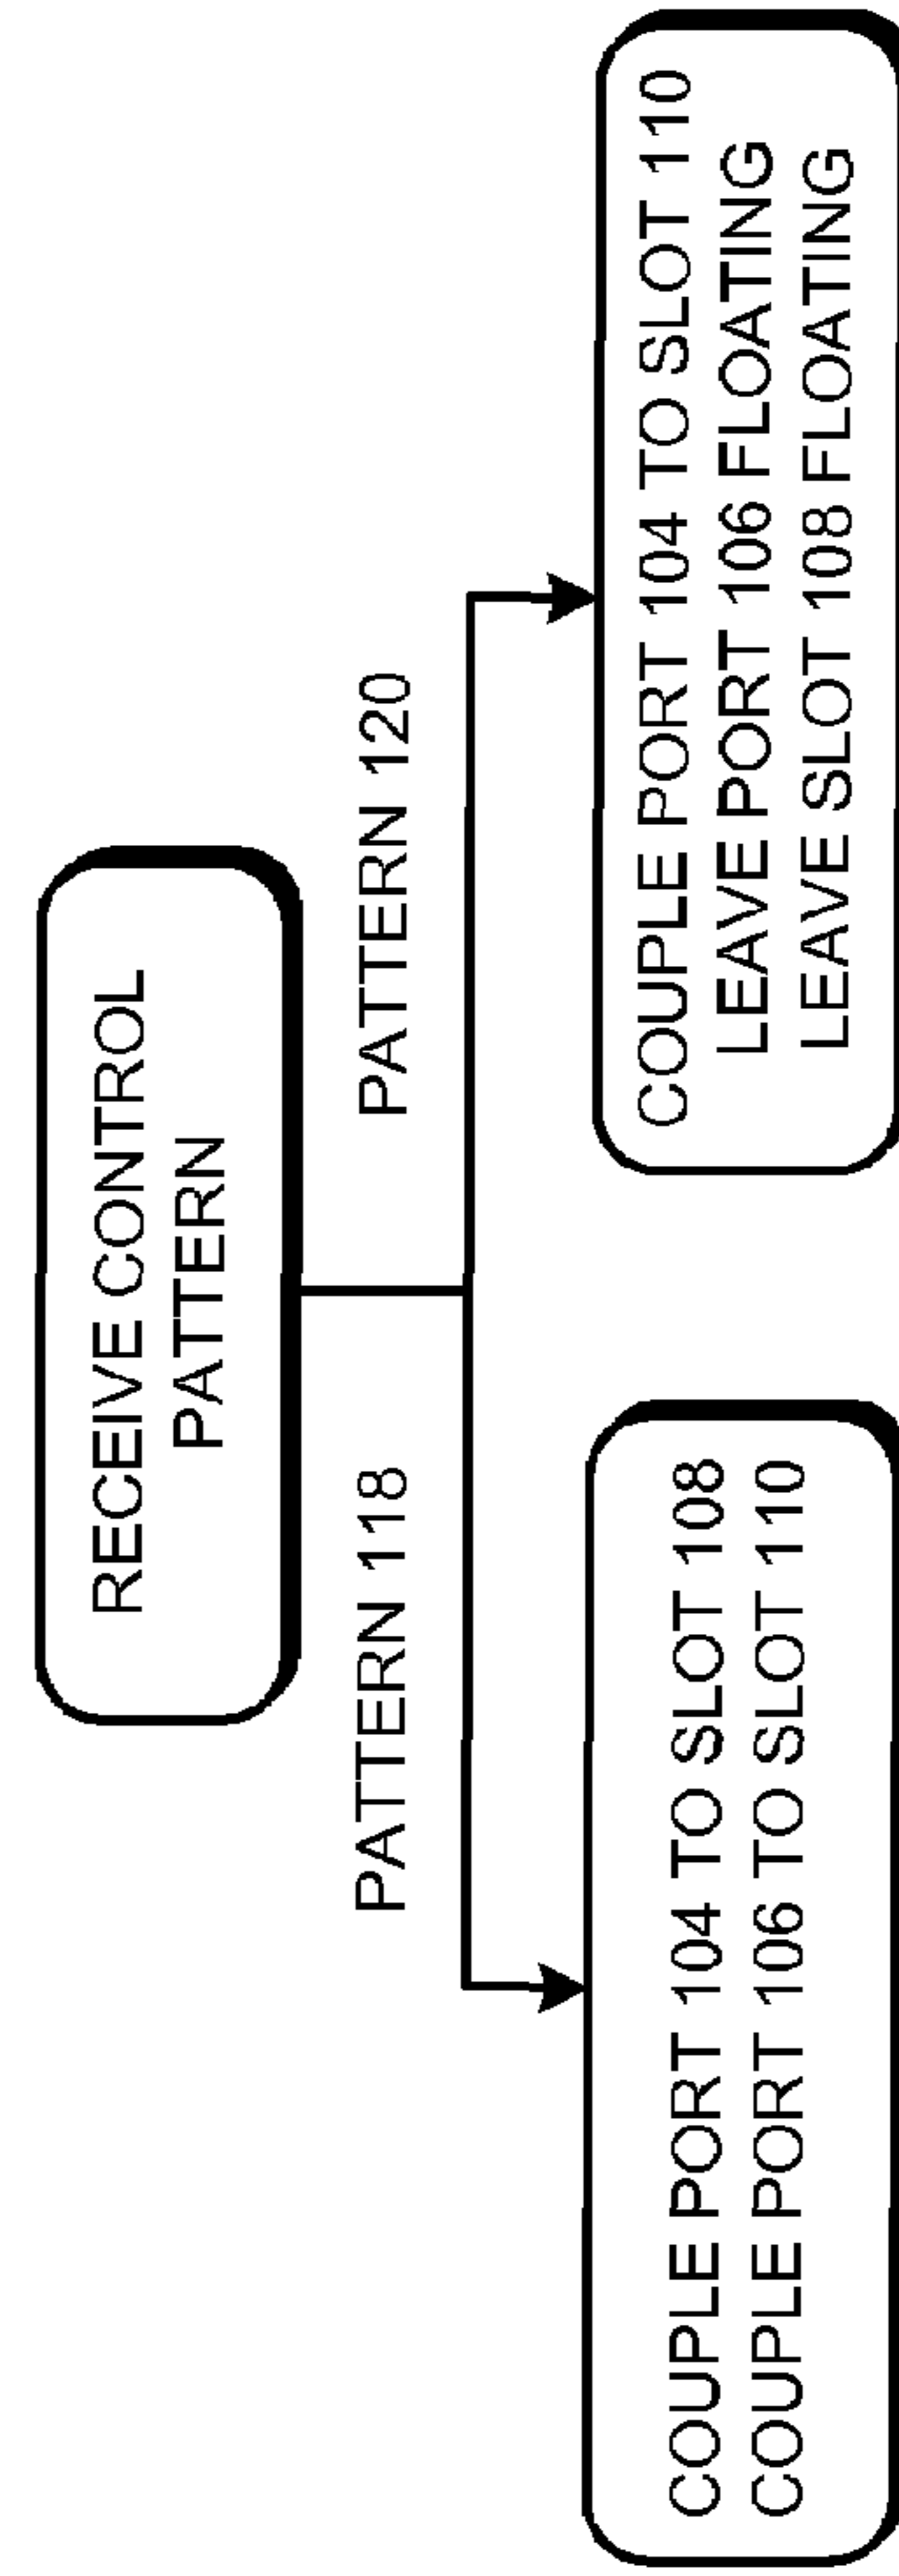 RECEIVE CONTROL
PATTERN
PATTERN 118
PATTERN 120
COUPLE PORT 104 TO SLOT 108
COUPLE PORT 106 TO SLOT 110
COUPLE PORT 104 TO SLOT 110
LEAVE PORT 106 FLOATING
LEAVE SLOT 108 FLOATING